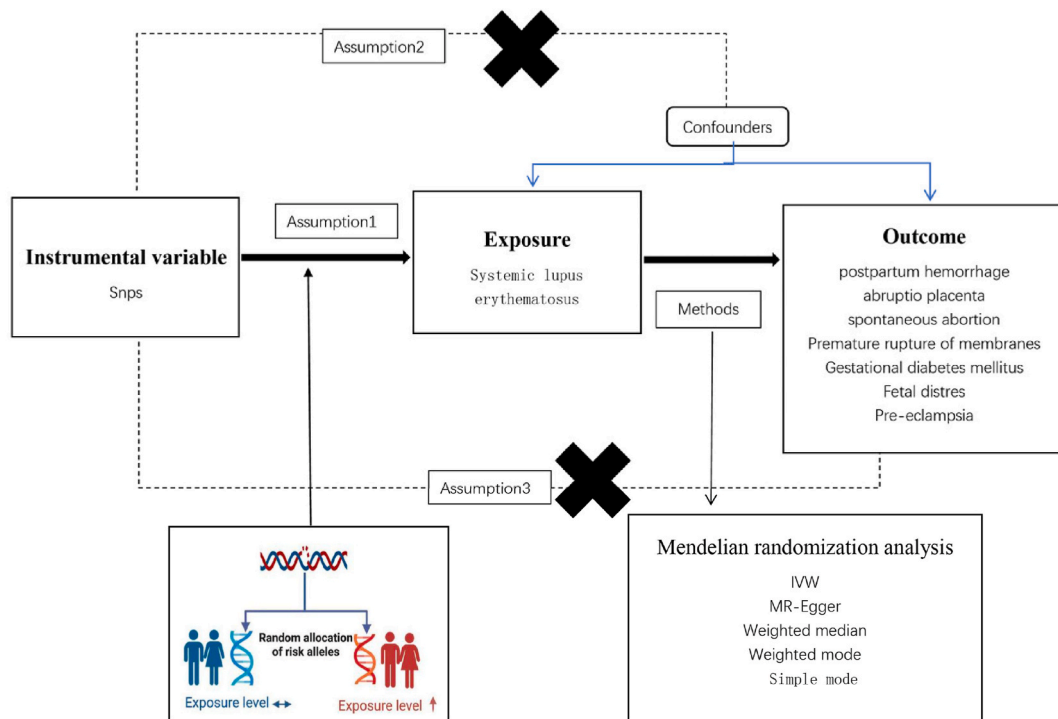 Assumption2
Confounders
Assumption1
Instrumental variable
Snps
Exposure
Systemic lupus
erythematosus
Methods
Outcome
postpartum hemorrhage
abruptio placenta
spontaneous abortion
Premature rupture of membranes
Gestational diabetes mellitus
Fetal distres
Pre-eclampsia
Assumption3
Random allocation
of risk alleles
Exposure level ↔
Exposure level ↑
Mendelian randomization analysis
IVW
MR-Egger
Weighted median
Weighted mode
Simple mode